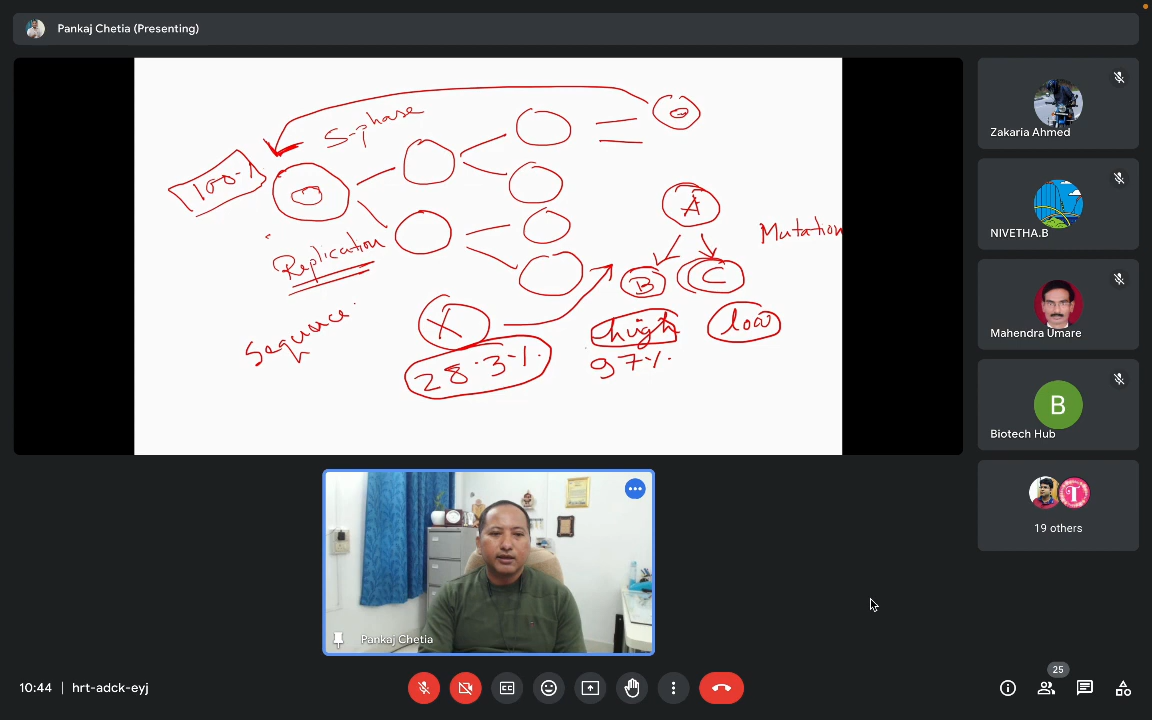 Pankaj Chetia (Presenting)
S-phase
100%
Replication
Sequence
X
28.3%
A
B
C
high
low
97%
Mutation
Zakaria Ahmed
NIVETHA.B
Mahendra Umare
B
Biotech Hub
T
19 others
Pankaj Chetia
10:44 | hrt-adck-eyj
25